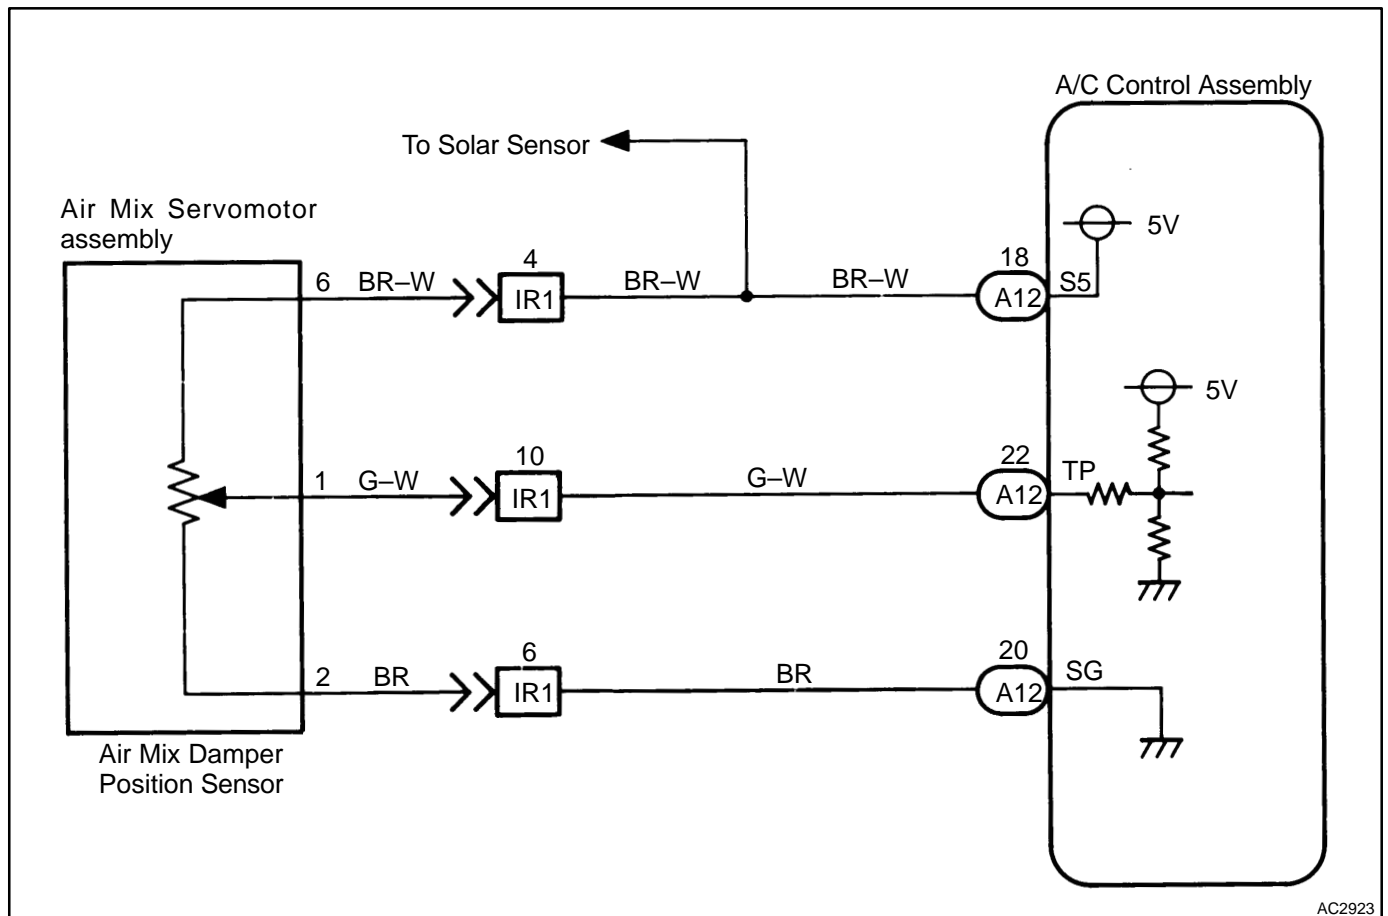 A/C Control Assembly
To Solar Sensor
5V
Air Mix Servomotor
assembly
6 BR–W 4 IR1 BR–W BR–W 18 A12 S5
5V
1 G–W 10 IR1 G–W 22 A12 TP
2 BR 6 IR1 BR 20 A12 SG
Air Mix Damper
Position Sensor
AC2923